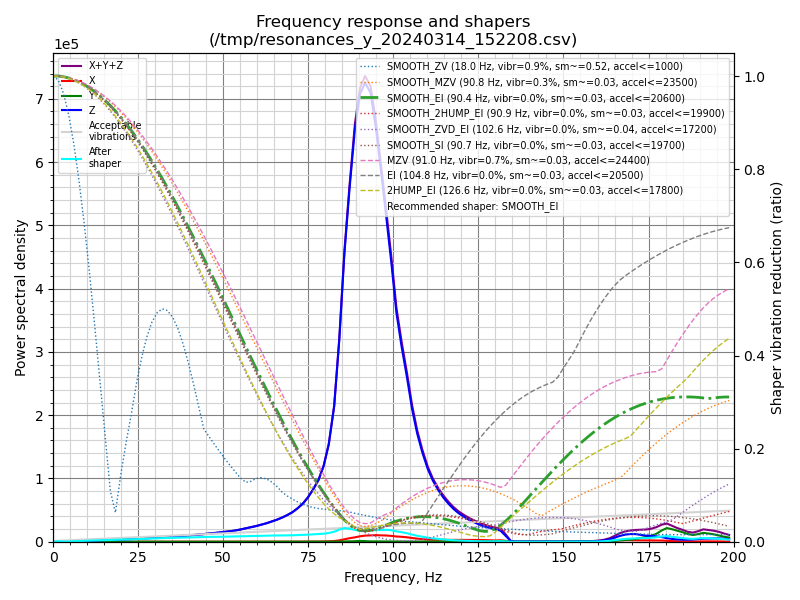 Frequency response and shapers
(/tmp/resonances_y_20240314_152208.csv)
1e5
X+Y+Z
X
Y
Z
Acceptable
vibrations
After
shaper
SMOOTH_ZV (18.0 Hz, vibr=0.9%, sm~=0.52, accel<=1000)
SMOOTH_MZV (90.8 Hz, vibr=0.3%, sm~=0.03, accel<=23500)
SMOOTH_EI (90.4 Hz, vibr=0.0%, sm~=0.03, accel<=20600)
SMOOTH_2HUMP_EI (90.9 Hz, vibr=0.0%, sm~=0.03, accel<=19900)
SMOOTH_ZVD_EI (102.6 Hz, vibr=0.0%, sm~=0.04, accel<=17200)
SMOOTH_SI (90.7 Hz, vibr=0.0%, sm~=0.03, accel<=19700)
MZV (91.0 Hz, vibr=0.7%, sm~=0.03, accel<=24400)
EI (104.8 Hz, vibr=0.0%, sm~=0.03, accel<=20500)
2HUMP_EI (126.6 Hz, vibr=0.0%, sm~=0.03, accel<=17800)
Recommended shaper: SMOOTH_EI
Power spectral density
7
6
5
4
3
2
1
0
1.0
0.8
0.6
0.4
0.2
0.0
Shaper vibration reduction (ratio)
0 25 50 75 100 125 150 175 200
Frequency, Hz